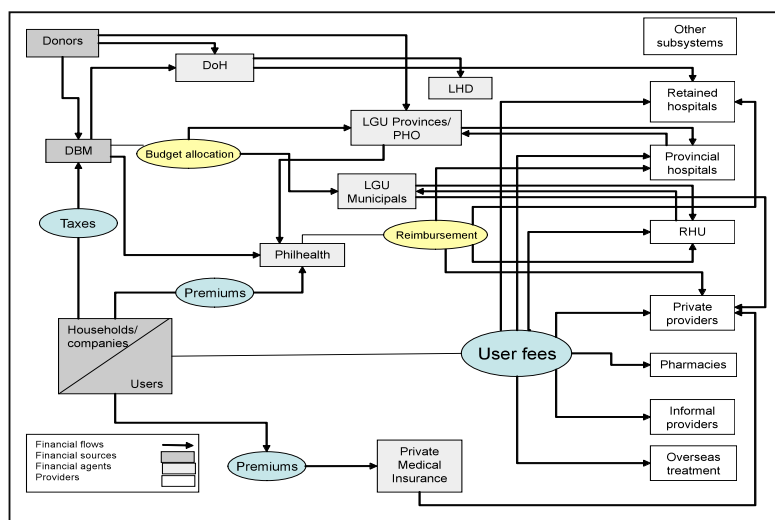 Donors
Other
subsystems
DoH
LHD
Retained
hospitals
LGU Provinces/
PHO
DBM
Budget allocation
Provincial
hospitals
LGU
Municipals
Taxes
Reimbursement
RHU
Philhealth
Premiums
Households/
companies
Users
User fees
Private
providers
Pharmacies
Informal
providers
Financial flows
Financial sources
Financial agents
Providers
Premiums
Private
Medical
Insurance
Overseas
treatment